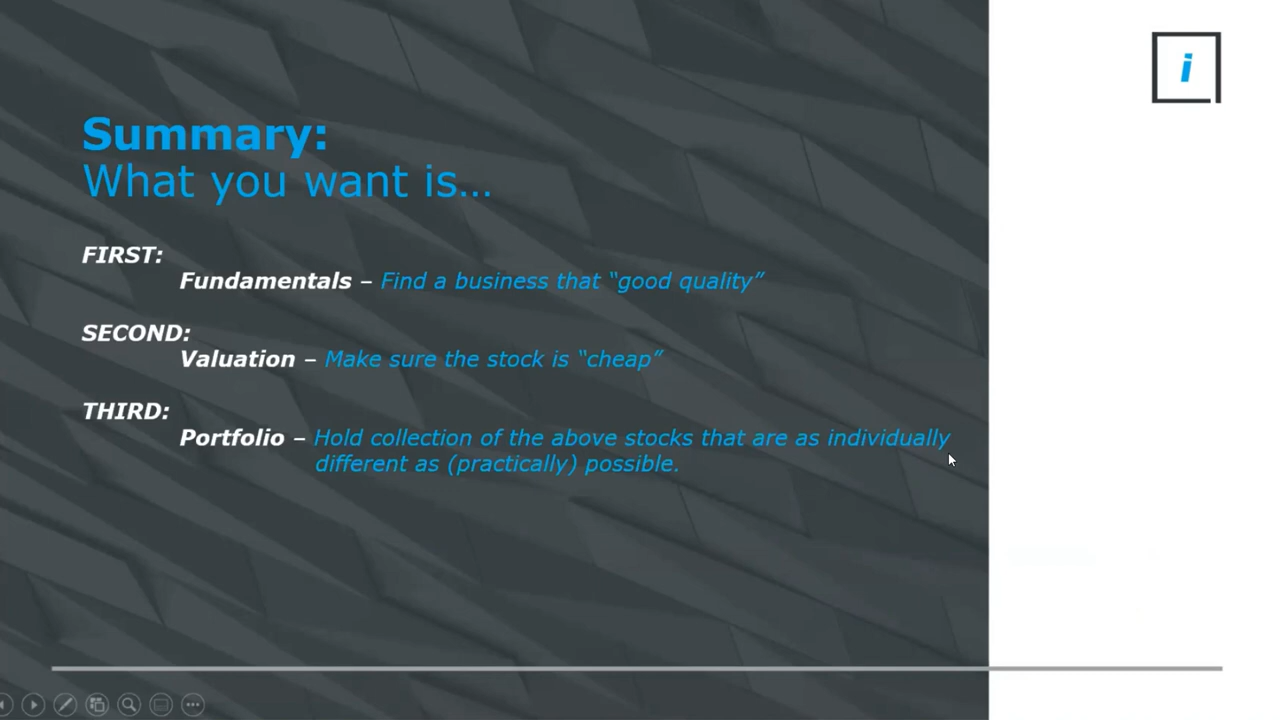 i
Summary:
What you want is…
FIRST:
Fundamentals – Find a business that “good quality”
SECOND:
Valuation – Make sure the stock is “cheap”
THIRD:
Portfolio – Hold collection of the above stocks that are as individually
different as (practically) possible.